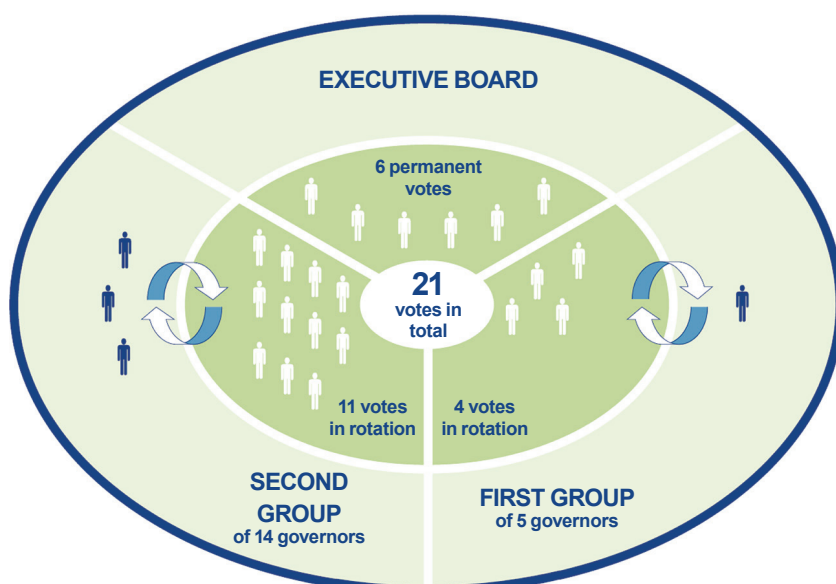 EXECUTIVE BOARD
6 permanent
votes
21
votes in
total
11 votes
in rotation
4 votes
in rotation
SECOND
GROUP
of 14 governors
FIRST GROUP
of 5 governors